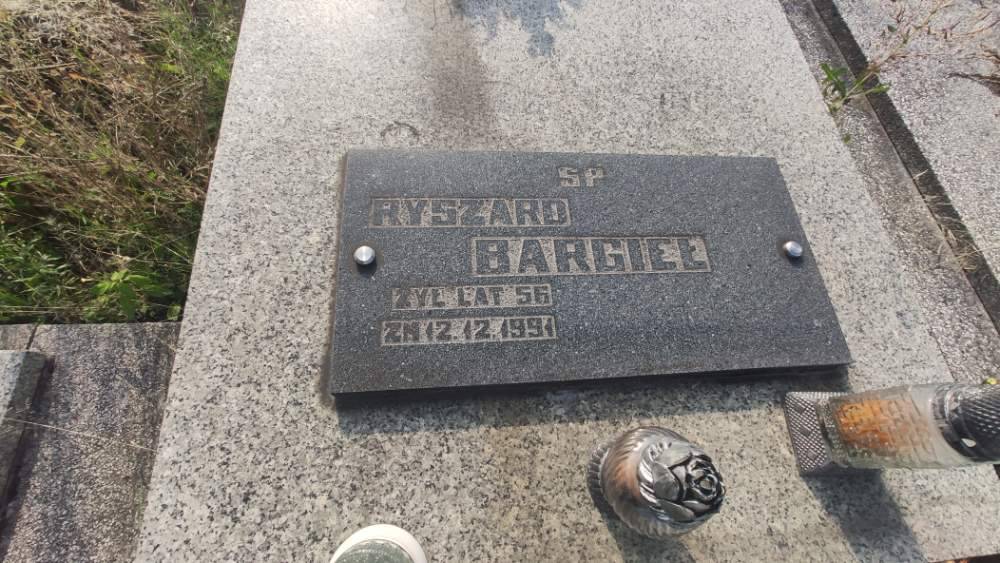 SP
RYSZARD
BARGIEŁ
ŻYŁ LAT 56
ZM 12.12.1991